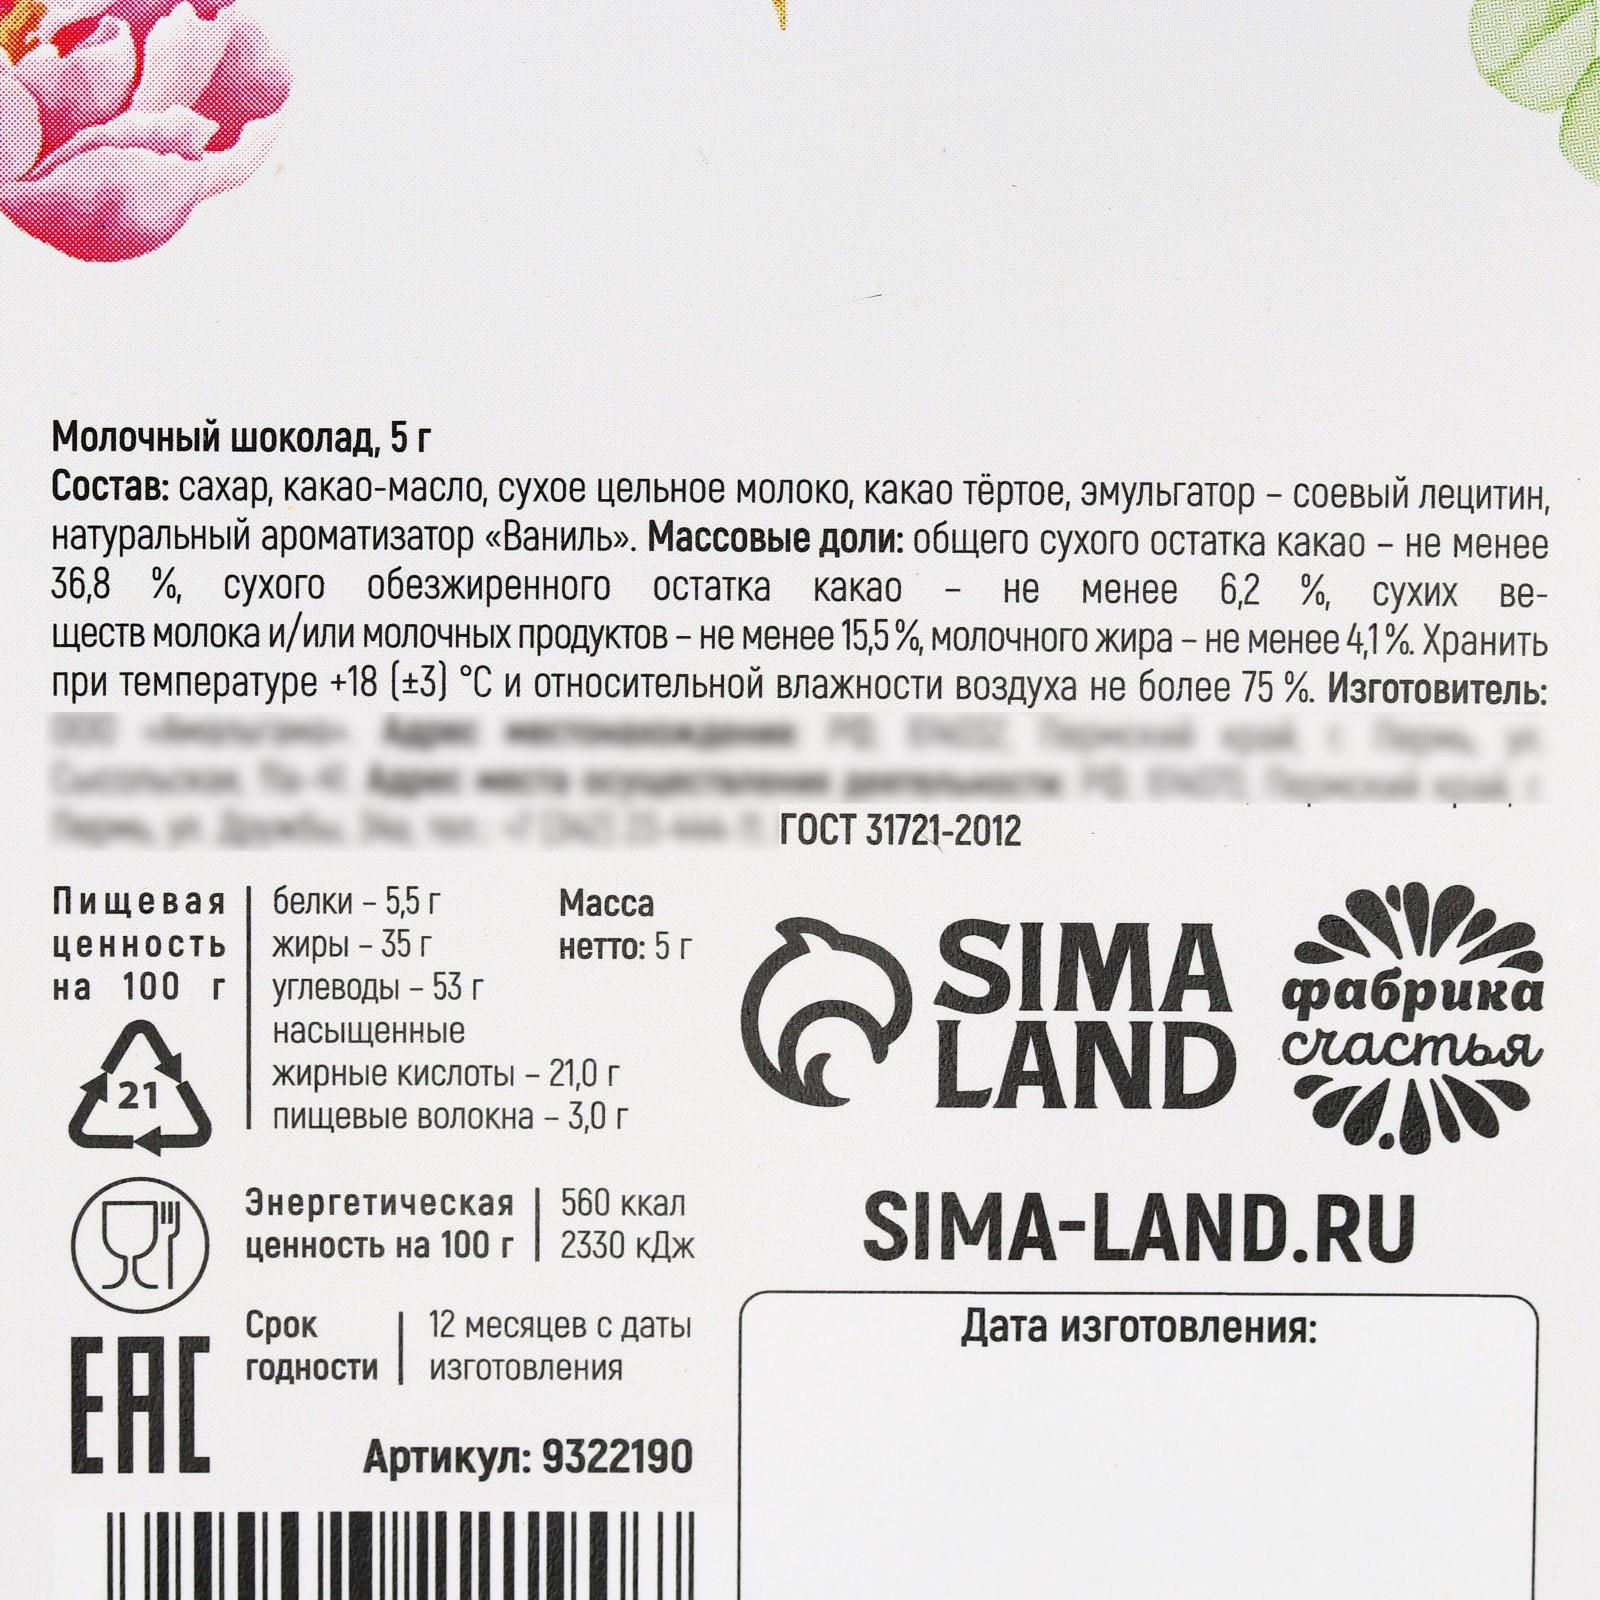 Молочный шоколад, 5 г
Состав: сахар, какао-масло, сухое цельное молоко, какао тёртое, эмульгатор – соевый лецитин,
натуральный ароматизатор «Ваниль». Массовые доли: общего сухого остатка какао – не менее
36,8 %, сухого обезжиренного остатка какао – не менее 6,2 %, сухих ве-
ществ молока и/или молочных продуктов – не менее 15,5 %, молочного жира – не менее 4,1 %. Хранить
при температуре +18 (±3) °С и относительной влажности воздуха не более 75 %. Изготовитель:
ГОСТ 31721-2012
Пищевая
ценность
на 100 г
белки – 5,5 г
жиры – 35 г
углеводы – 53 г
насыщенные
жирные кислоты – 21,0 г
пищевые волокна – 3,0 г
Масса
нетто: 5 г
21
SIMA
LAND
фабрика
счастья
Энергетическая
ценность на 100 г
560 ккал
2330 кДж
SIMA-LAND.RU
Срок
годности
12 месяцев с даты
изготовления
Дата изготовления:
EAC
Артикул: 9322190